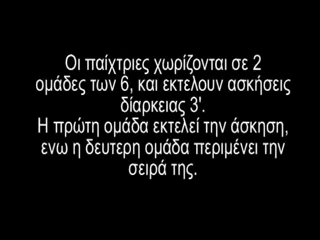 Οι παίχτριες χωρίζονται σε 2
ομάδες των 6, και εκτελουν ασκήσεις
δίαρκειας 3'.
Η πρώτη ομάδα εκτελεί την άσκηση,
ενω η δευτερη ομάδα περιμένει την
σειρά της.